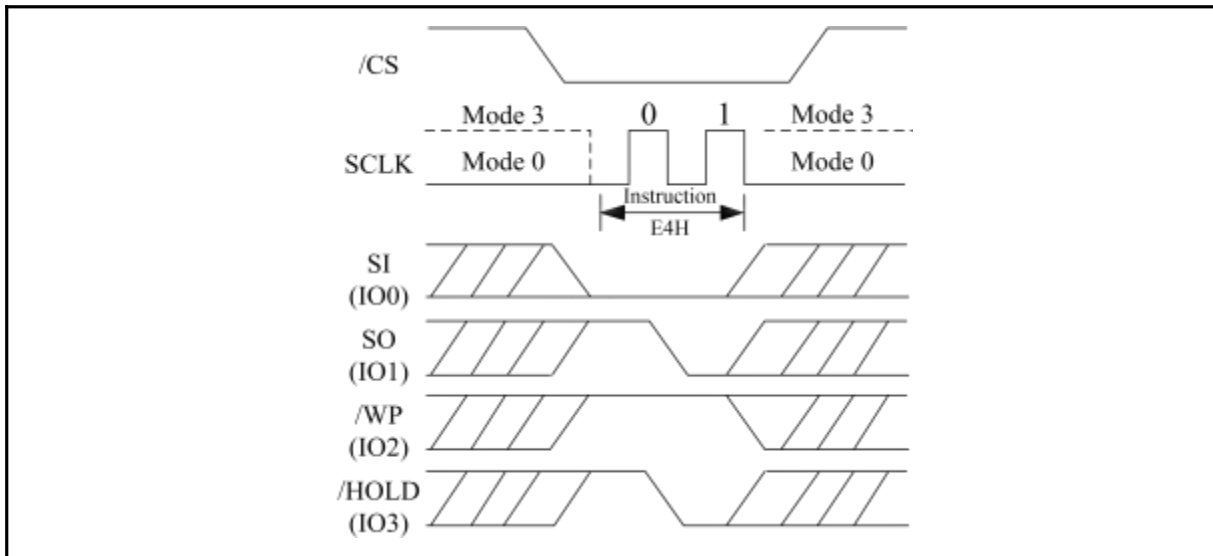 /CS
Mode 3 0 1 Mode 3
SCLK Mode 0 Mode 0
Instruction
E4H
SI
(IO0)
SO
(IO1)
/WP
(IO2)
/HOLD
(IO3)